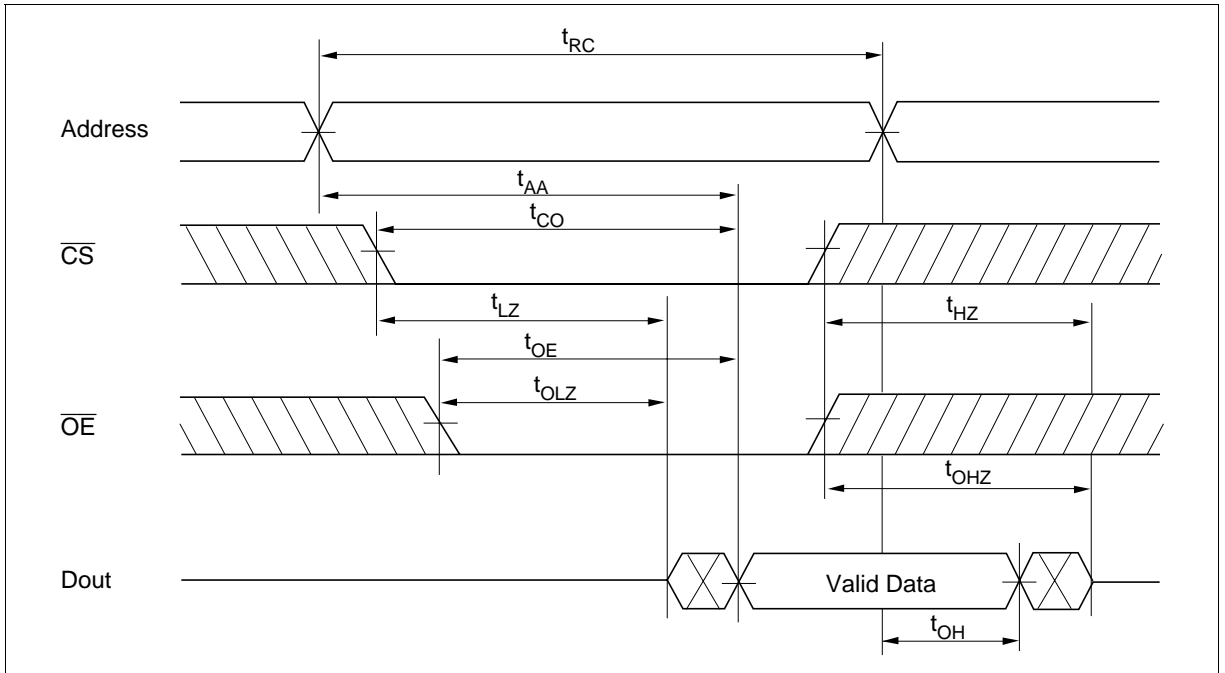 tRC
Address
tAA
tCO
CS
tLZ
tHZ
tOE
tOLZ
OE
tOHZ
Dout
Valid Data
tOH